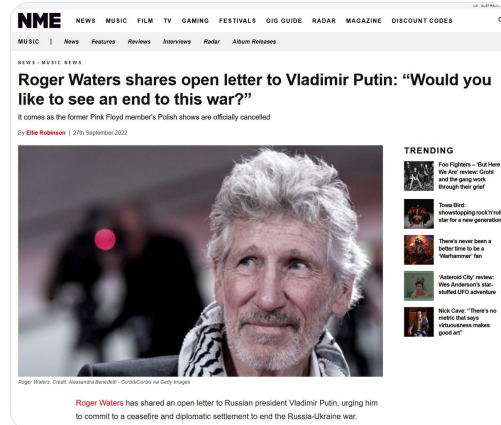 UK AUSTRALIA
NME NEWS MUSIC FILM TV GAMING FESTIVALS GIG GUIDE RADAR MAGAZINE DISCOUNT CODES
MUSIC | News Features Reviews Interviews Radar Album Releases
NEWS › MUSIC NEWS
Roger Waters shares open letter to Vladimir Putin: “Would you
like to see an end to this war?”
It comes as the former Pink Floyd member's Polish shows are officially cancelled
By Ellie Robinson | 27th September 2022
Roger Waters. Credit: Alessandra Benedetti - Corbis/Corbis via Getty Images
Roger Waters has shared an open letter to Russian president Vladimir Putin, urging him
to commit to a ceasefire and diplomatic settlement to end the Russia-Ukraine war.
TRENDING
Foo Fighters – ‘But Here
We Are’ review: Grohl
and the gang work
through their grief
Towa Bird:
showstopping rock'n'roll
star for a new generation
There's never been a
better time to be a
‘Warhammer’ fan
‘Asteroid City’ review:
Wes Anderson's star-
stuffed UFO adventure
Nick Cave: “There's no
metric that says
virtuousness makes
good art”